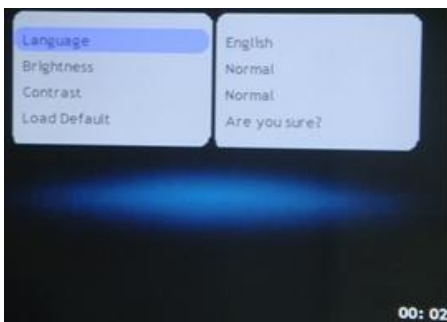 Language
Brightness
Contrast
Load Default
English
Normal
Normal
Are you sure?
00: 02